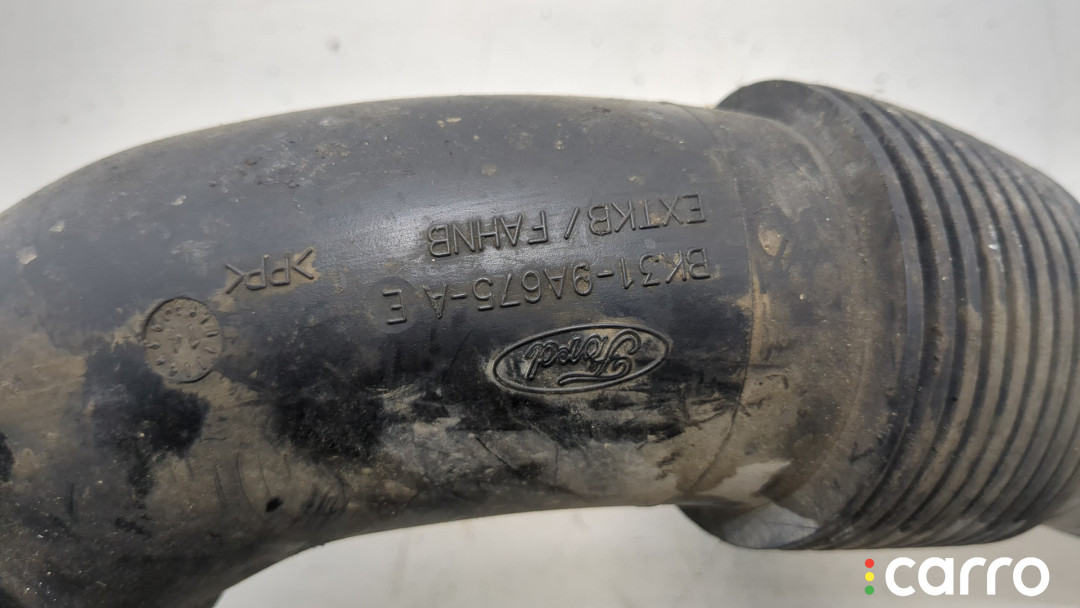 Ford
BK31-9A675-A E
EXTKB/FAHNB
>PP<
carro